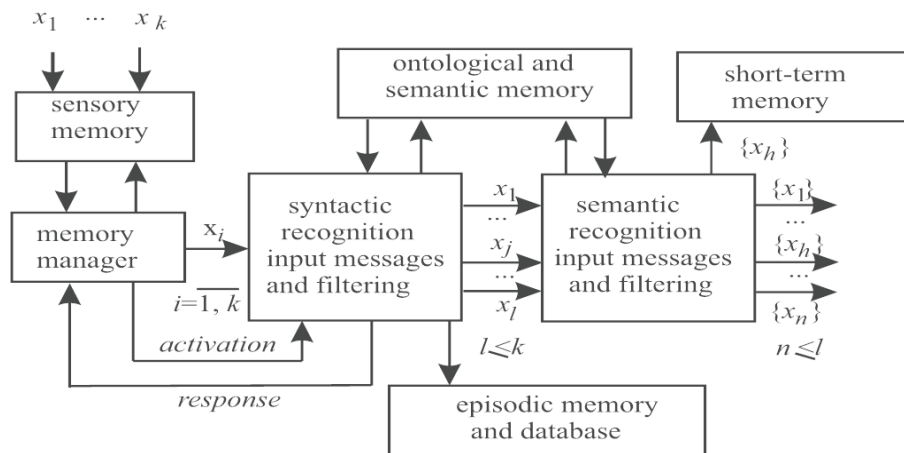 x1 ... xk
sensory
memory
ontological and
semantic memory
short-term
memory
{xh}
memory
manager
xi
i=1, k
syntactic
recognition
input messages
and filtering
x1
...
xj
...
xl
l≤k
semantic
recognition
input messages
and filtering
{x1}
...
{xh}
...
{xn}
n≤l
activation
response
episodic memory
and database